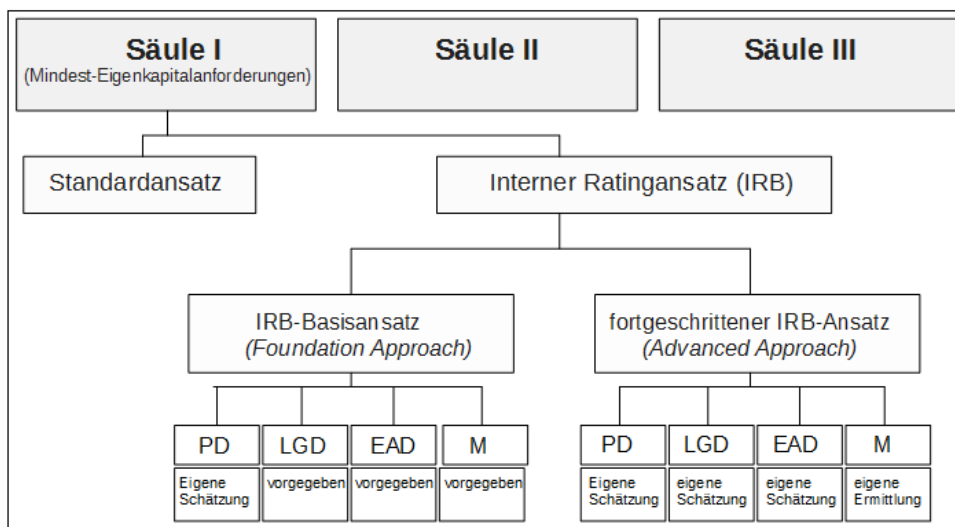 Säule I
(Mindest-Eigenkapitalanforderungen)
Säule II
Säule III
Standardansatz
Interner Ratingansatz (IRB)
IRB-Basisansatz
(Foundation Approach)
fortgeschrittener IRB-Ansatz
(Advanced Approach)
PD
LGD
EAD
M
Eigene
Schätzung
vorgegeben
vorgegeben
vorgegeben
PD
LGD
EAD
M
Eigene
Schätzung
eigene
Schätzung
eigene
Schätzung
eigene
Ermittlung